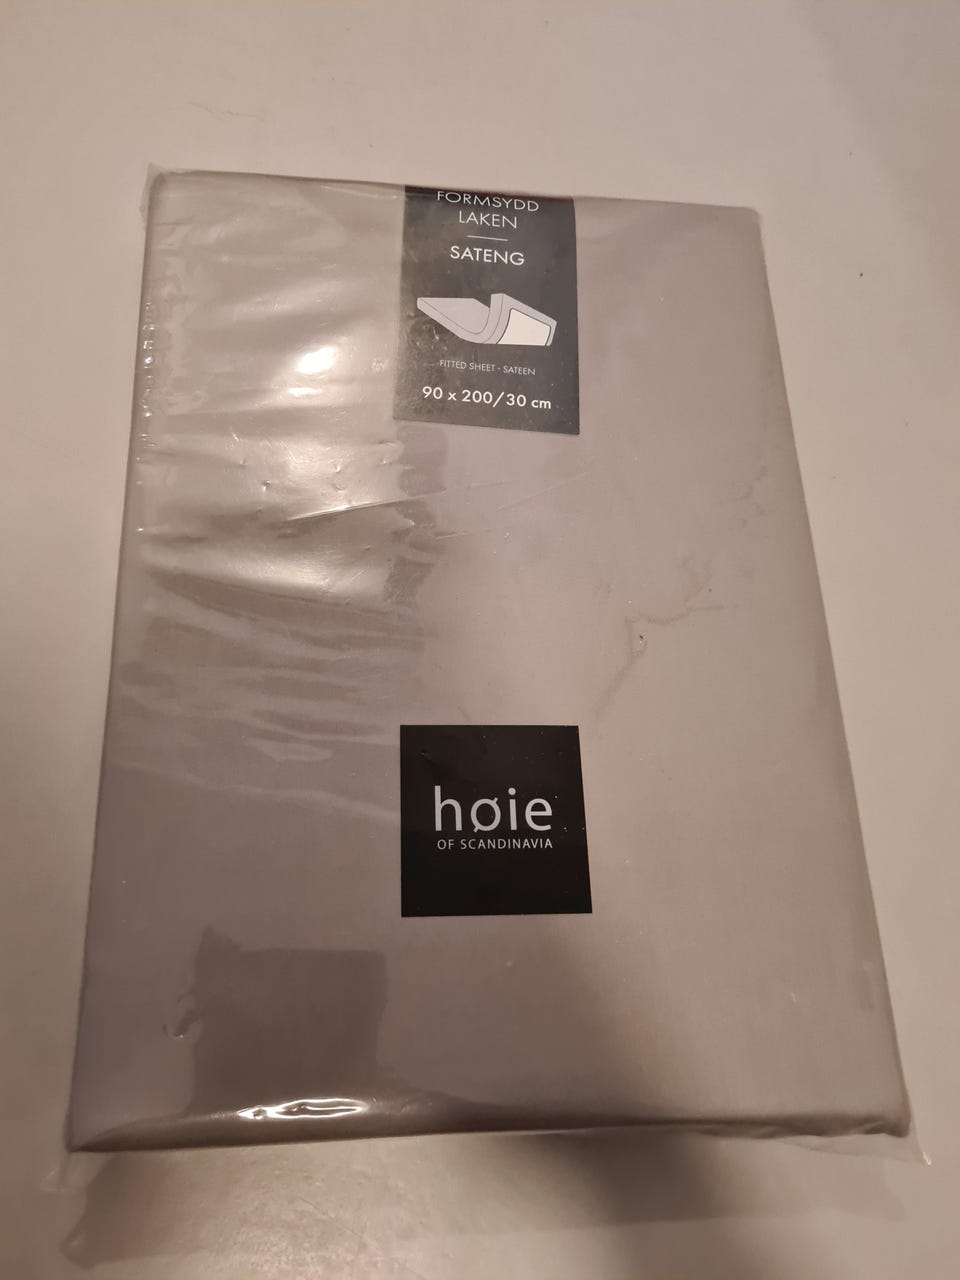 FORMSYDD
LAKEN
SATENG
FITTED SHEET - SATEEN
90 x 200/30 cm
høie
OF SCANDINAVIA